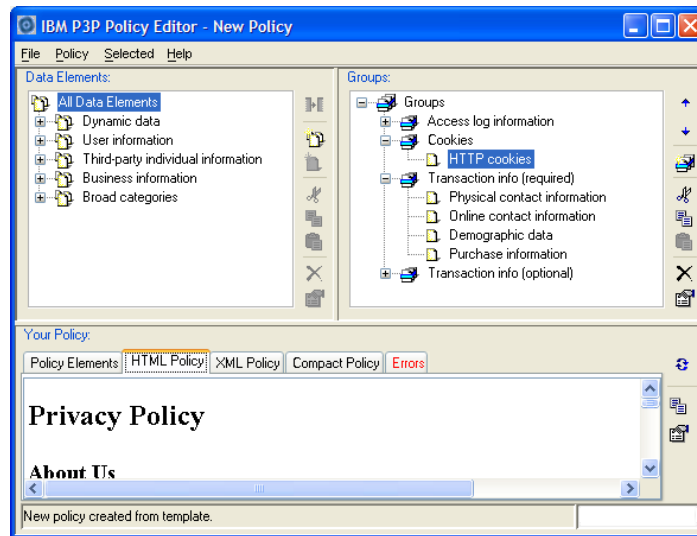 IBM P3P Policy Editor - New Policy
File Policy Selected Help
Data Elements:
All Data Elements
Dynamic data
User information
Third-party individual information
Business information
Broad categories
Groups:
Groups
Access log information
Cookies
HTTP cookies
Transaction info (required)
Physical contact information
Online contact information
Demographic data
Purchase information
Transaction info (optional)
Your Policy:
Policy Elements HTML Policy XML Policy Compact Policy Errors
Privacy Policy
About Us
New policy created from template.